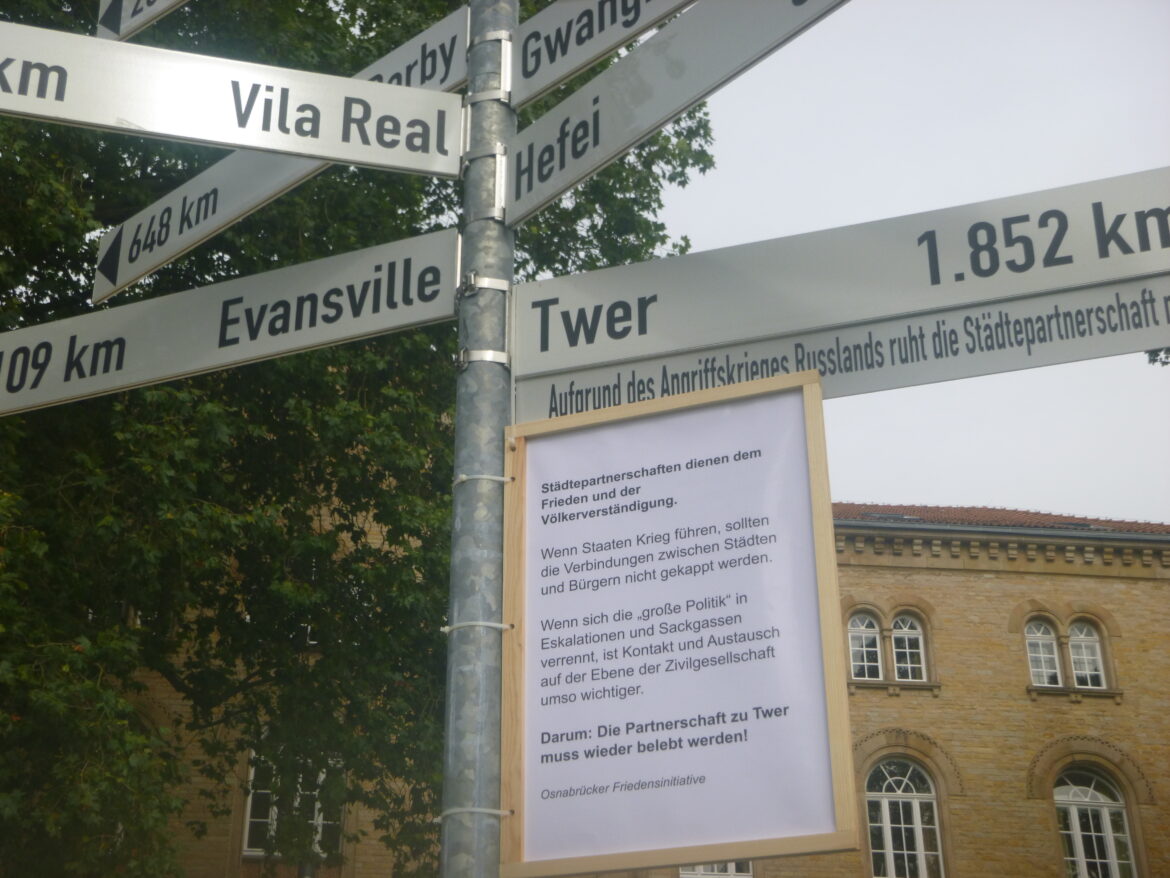 km Vila Real
648 km
109 km Evansville
Hefei
Twer 1.852 km
Aufgrund des Angriffskrieges Russlands ruht die Städtepartnerschaft
Städtepartnerschaften dienen dem
Frieden und der
Völkerverständigung.
Wenn Staaten Krieg führen, sollten
die Verbindungen zwischen Städten
und Bürgern nicht gekappt werden.
Wenn sich die „große Politik" in
Eskalationen und Sackgassen
verrennt, ist Kontakt und Austausch
auf der Ebene der Zivilgesellschaft
umso wichtiger.
Darum: Die Partnerschaft zu Twer
muss wieder belebt werden!
Osnabrücker Friedensinitiative